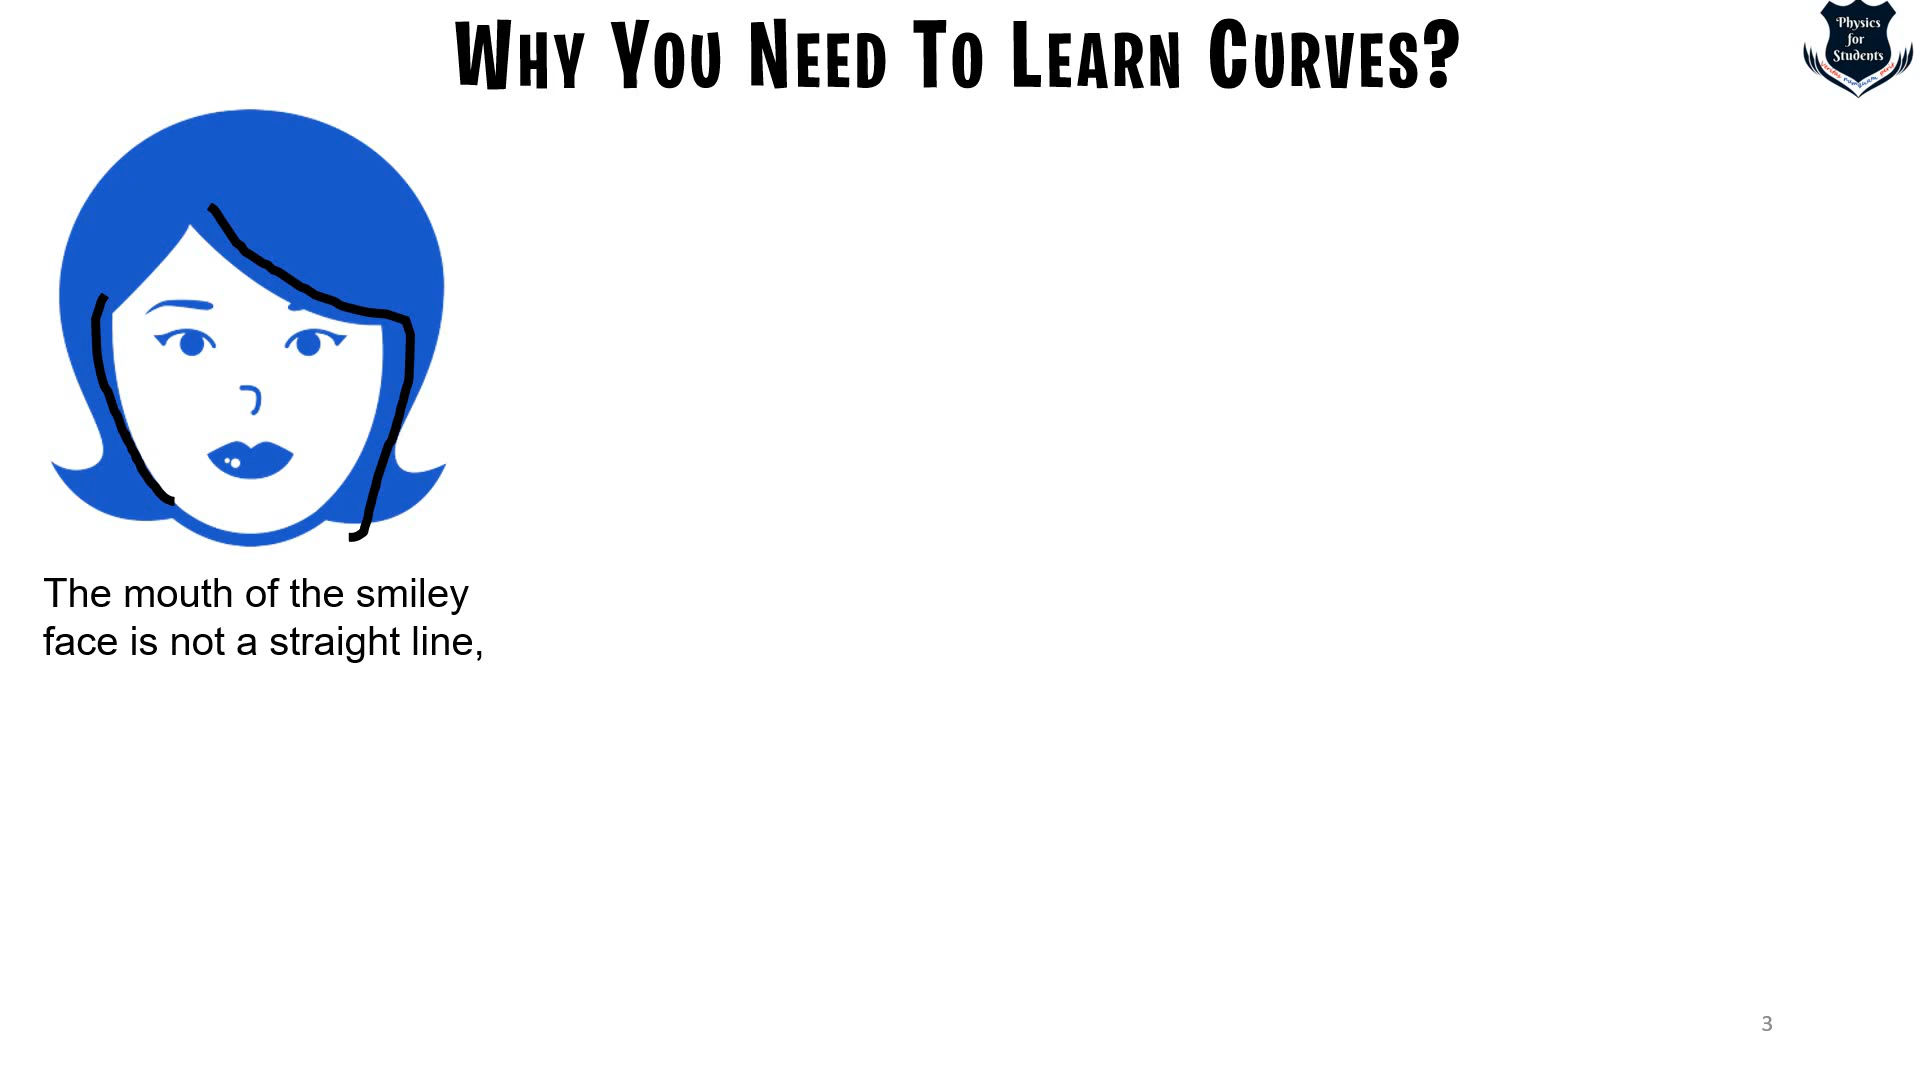 WHY YOU NEED TO LEARN CURVES?
Physics
for
Students
The mouth of the smiley
face is not a straight line,
3